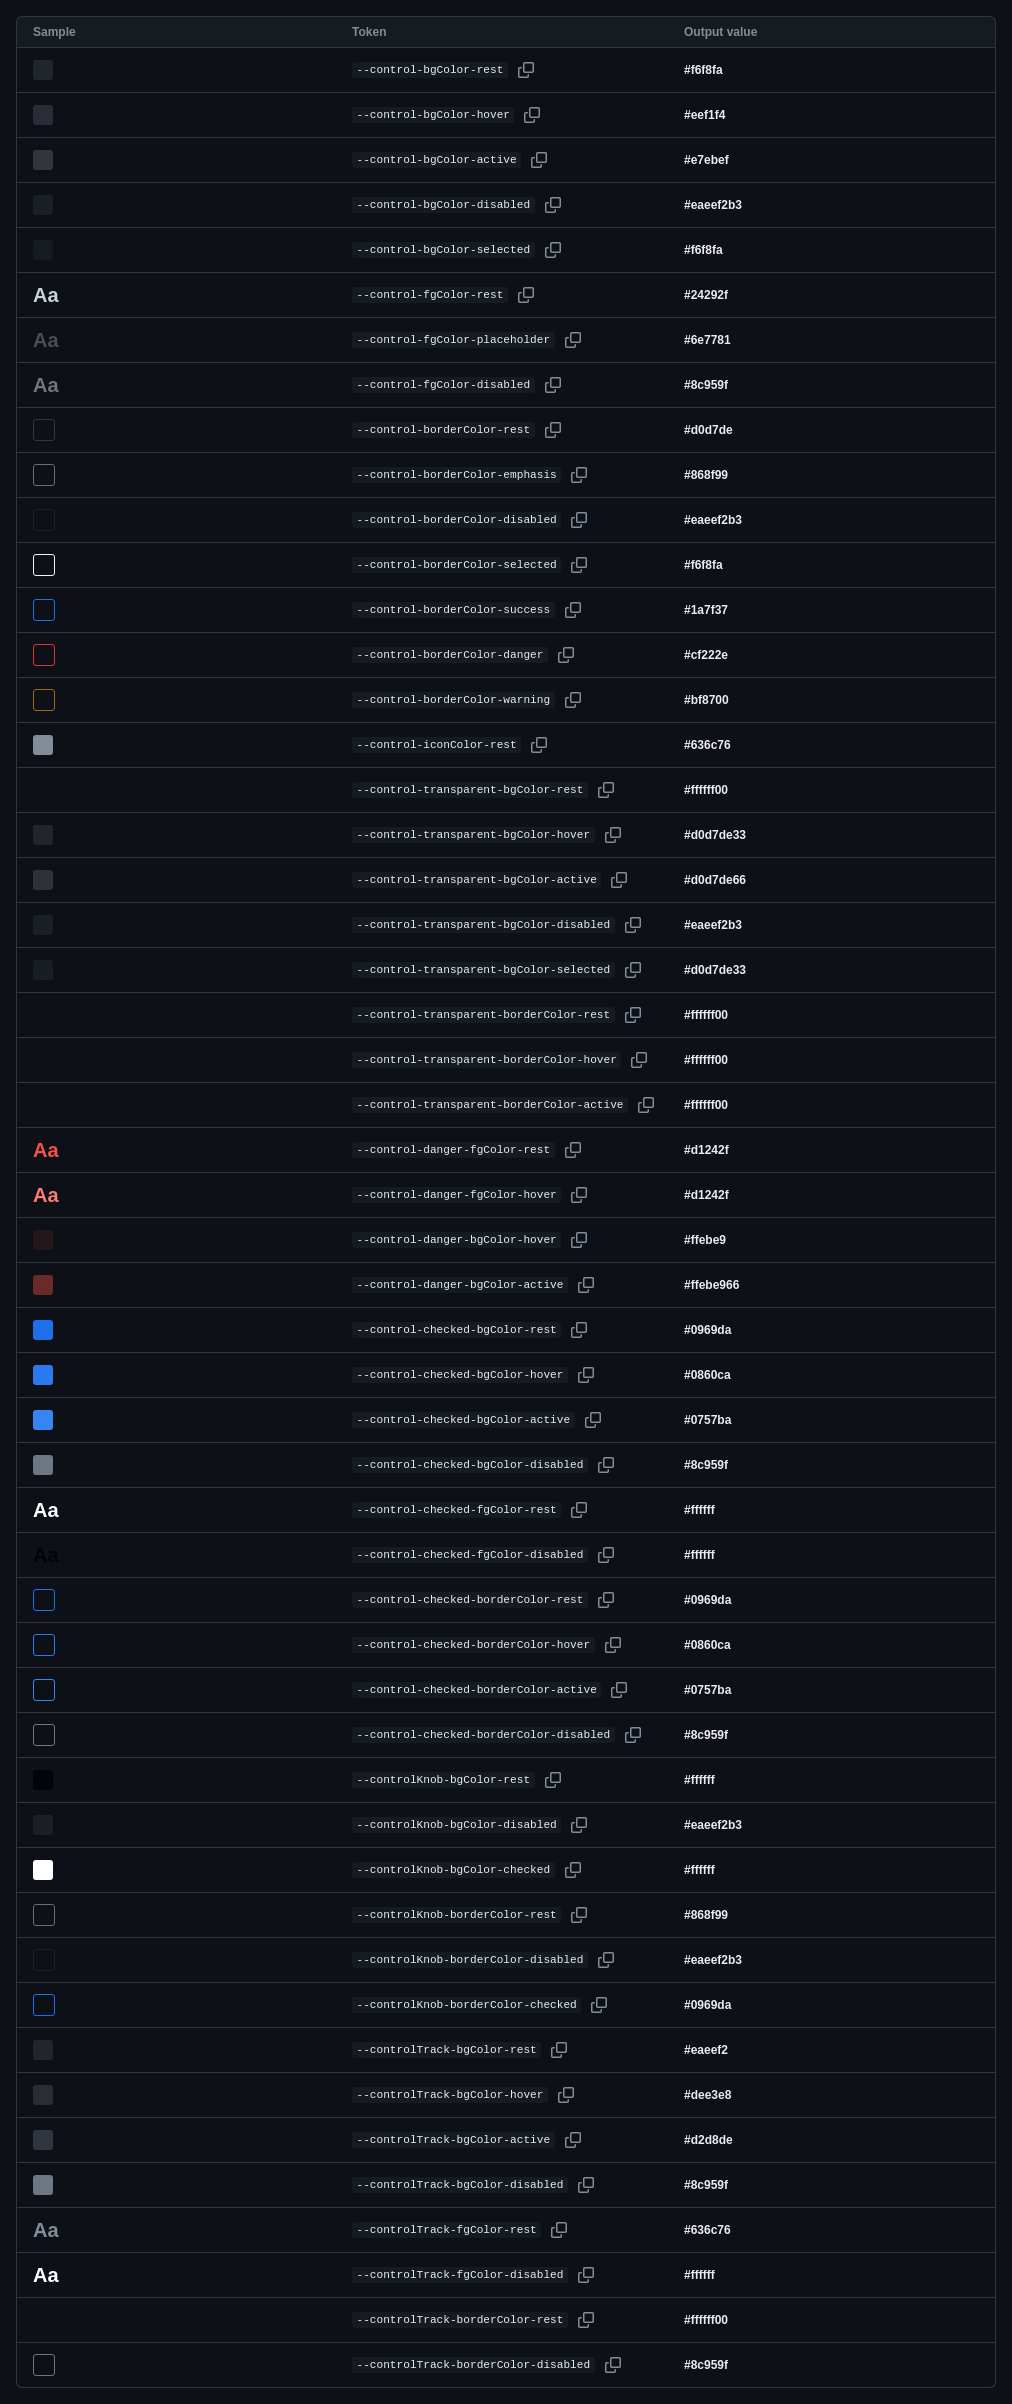 Sample Token Output value
--control-bgColor-rest #f6f8fa
--control-bgColor-hover #eef1f4
--control-bgColor-active #e7ebef
--control-bgColor-disabled #eaeef2b3
--control-bgColor-selected #f6f8fa
Aa --control-fgColor-rest #24292f
Aa --control-fgColor-placeholder #6e7781
Aa --control-fgColor-disabled #8c959f
--control-borderColor-rest #d0d7de
--control-borderColor-emphasis #868f99
--control-borderColor-disabled #eaeef2b3
--control-borderColor-selected #f6f8fa
--control-borderColor-success #1a7f37
--control-borderColor-danger #cf222e
--control-borderColor-warning #bf8700
--control-iconColor-rest #636c76
--control-transparent-bgColor-rest #ffffff00
--control-transparent-bgColor-hover #d0d7de33
--control-transparent-bgColor-active #d0d7de66
--control-transparent-bgColor-disabled #eaeef2b3
--control-transparent-bgColor-selected #d0d7de33
--control-transparent-borderColor-rest #ffffff00
--control-transparent-borderColor-hover #ffffff00
--control-transparent-borderColor-active #ffffff00
Aa --control-danger-fgColor-rest #d1242f
Aa --control-danger-fgColor-hover #d1242f
--control-danger-bgColor-hover #ffebe9
--control-danger-bgColor-active #ffebe966
--control-checked-bgColor-rest #0969da
--control-checked-bgColor-hover #0860ca
--control-checked-bgColor-active #0757ba
--control-checked-bgColor-disabled #8c959f
Aa --control-checked-fgColor-rest #ffffff
Aa --control-checked-fgColor-disabled #ffffff
--control-checked-borderColor-rest #0969da
--control-checked-borderColor-hover #0860ca
--control-checked-borderColor-active #0757ba
--control-checked-borderColor-disabled #8c959f
--controlKnob-bgColor-rest #ffffff
--controlKnob-bgColor-disabled #eaeef2b3
--controlKnob-bgColor-checked #ffffff
--controlKnob-borderColor-rest #868f99
--controlKnob-borderColor-disabled #eaeef2b3
--controlKnob-borderColor-checked #0969da
--controlTrack-bgColor-rest #eaeef2
--controlTrack-bgColor-hover #dee3e8
--controlTrack-bgColor-active #d2d8de
--controlTrack-bgColor-disabled #8c959f
Aa --controlTrack-fgColor-rest #636c76
Aa --controlTrack-fgColor-disabled #ffffff
--controlTrack-borderColor-rest #ffffff00
--controlTrack-borderColor-disabled #8c959f